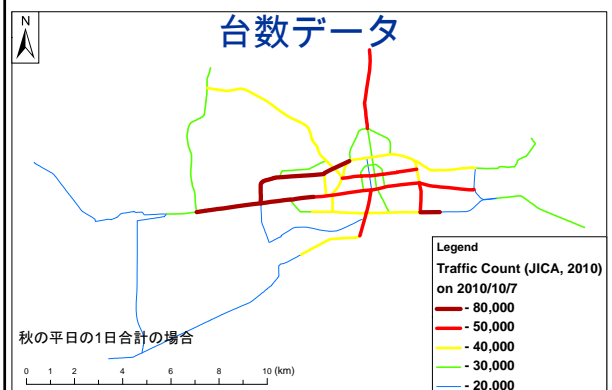 N
台数データ
Legend
Traffic Count (JICA, 2010)
on 2010/10/7
- 80,000
- 50,000
- 40,000
- 30,000
- 20,000
秋の平日の1日合計の場合
0 1 2 4 6 8 10 (km)